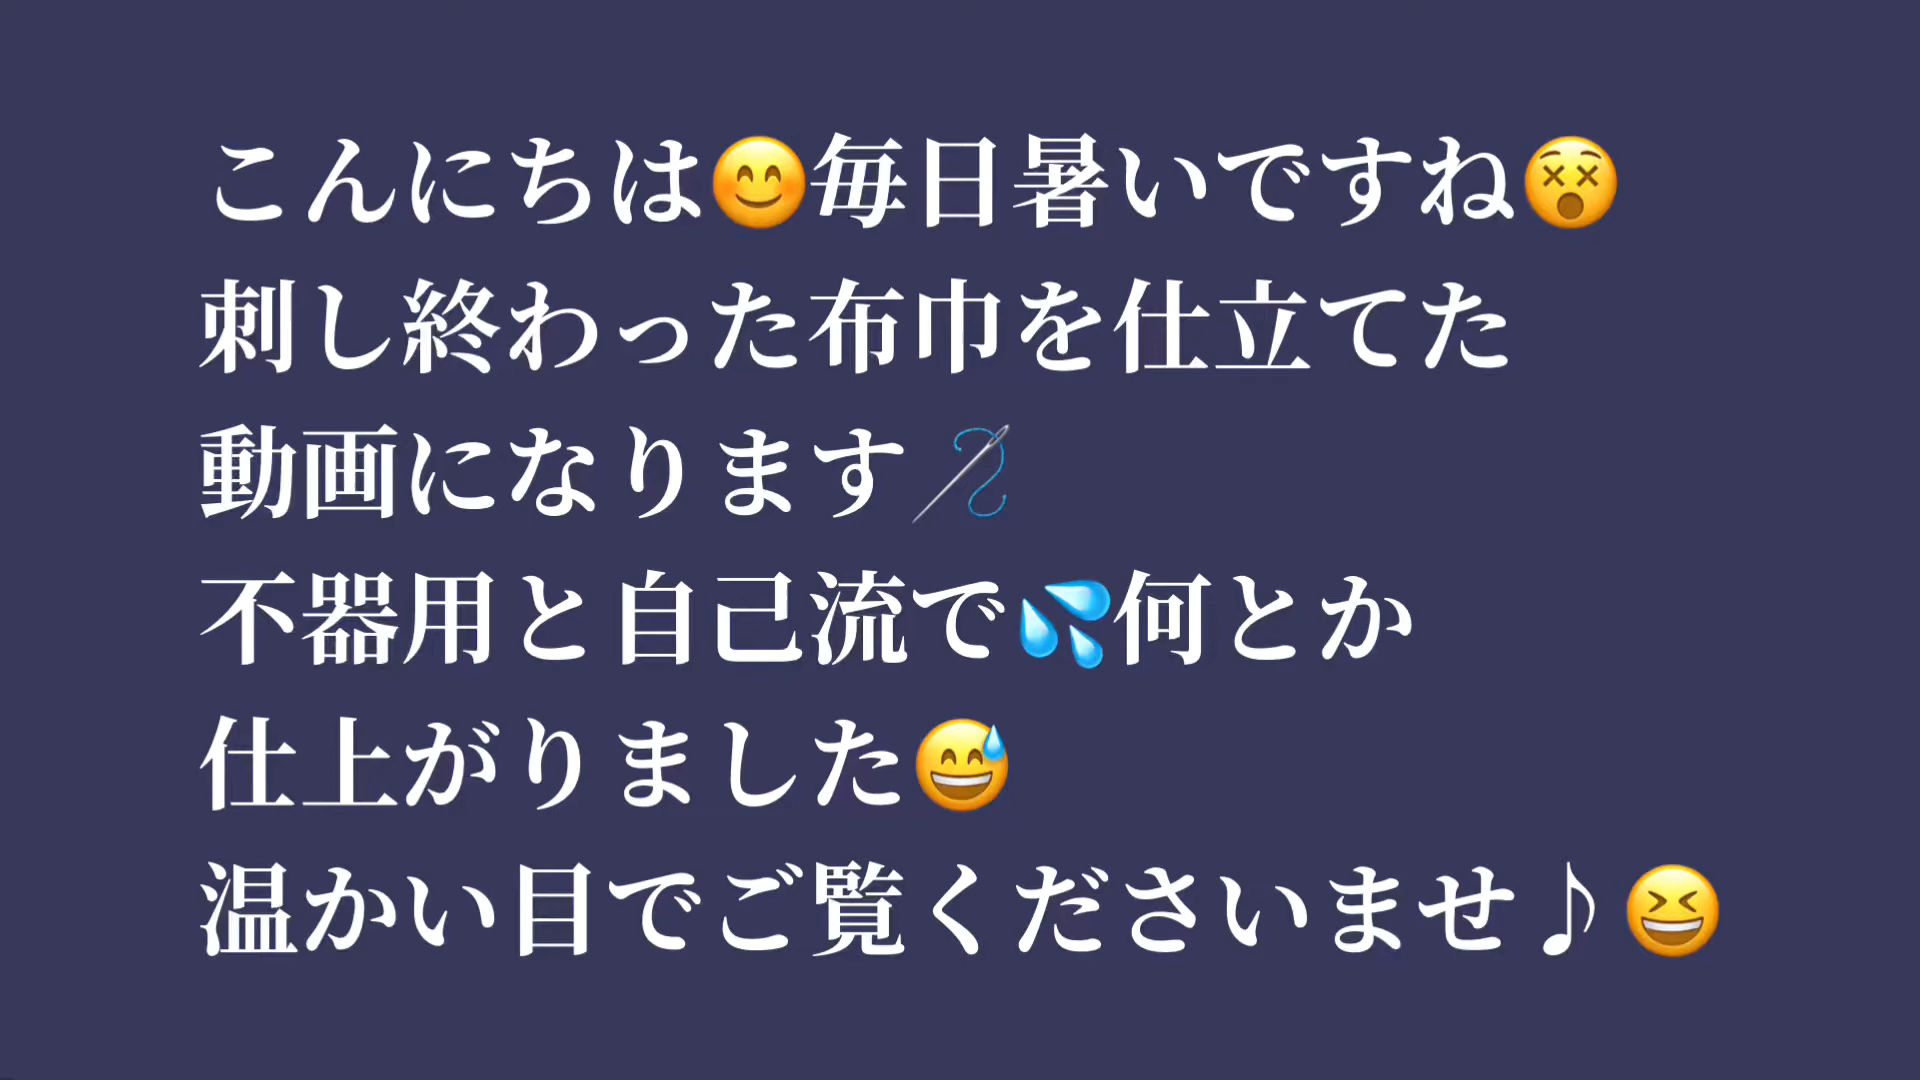 こんにちは😊毎日暑いですね😵
刺し終わった布巾を仕立てた
動画になります🪡
不器用と自己流で💦何とか
仕上がりました😅
温かい目でご覧くださいませ♪😆